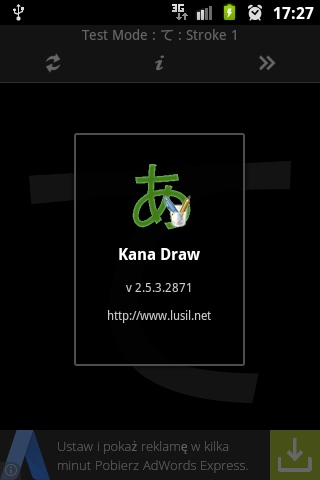 3G
17:27
Test Mode : て : Stroke 1
i
あ
Kana Draw
v 2.5.3.2871
http://www.lusil.net
Ustaw i pokaż reklamę w kilka
minut Pobierz AdWords Express.